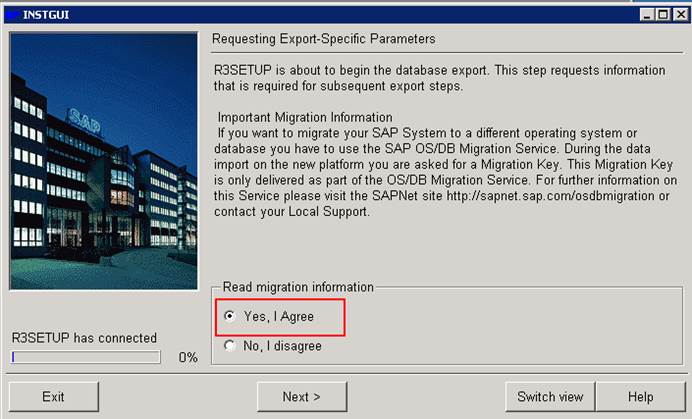 INSTGUI
Requesting Export-Specific Parameters
R3SETUP is about to begin the database export. This step requests information
that is required for subsequent export steps.
Important Migration Information
If you want to migrate your SAP System to a different operating system or
database you have to use the SAP OS/DB Migration Service. During the data
import on the new platform you are asked for a Migration Key. This Migration Key
is only delivered as part of the OS/DB Migration Service. For further information on
this Service please visit the SAPNet site http://sapnet.sap.com/osdbmigration or
contact your Local Support.
SAP
Read migration information
Yes, I Agree
No, I disagree
R3SETUP has connected
0%
Exit
Next >
Switch view
Help